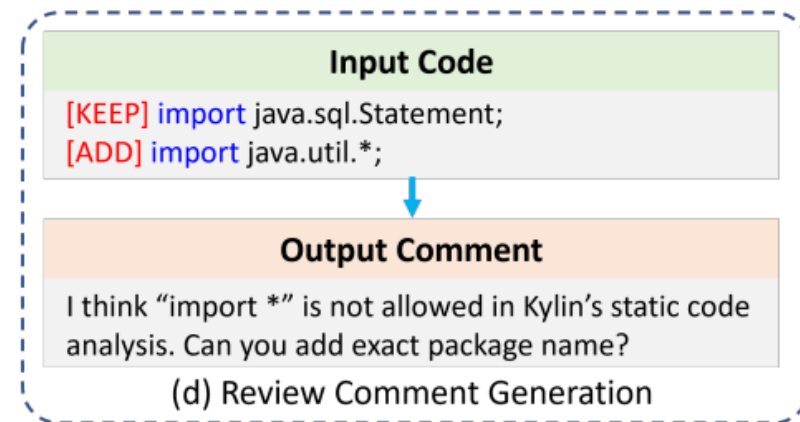 Input Code
[KEEP] import java.sql.Statement;
[ADD] import java.util.*;
Output Comment
I think “import *” is not allowed in Kylin’s static code
analysis. Can you add exact package name?
(d) Review Comment Generation